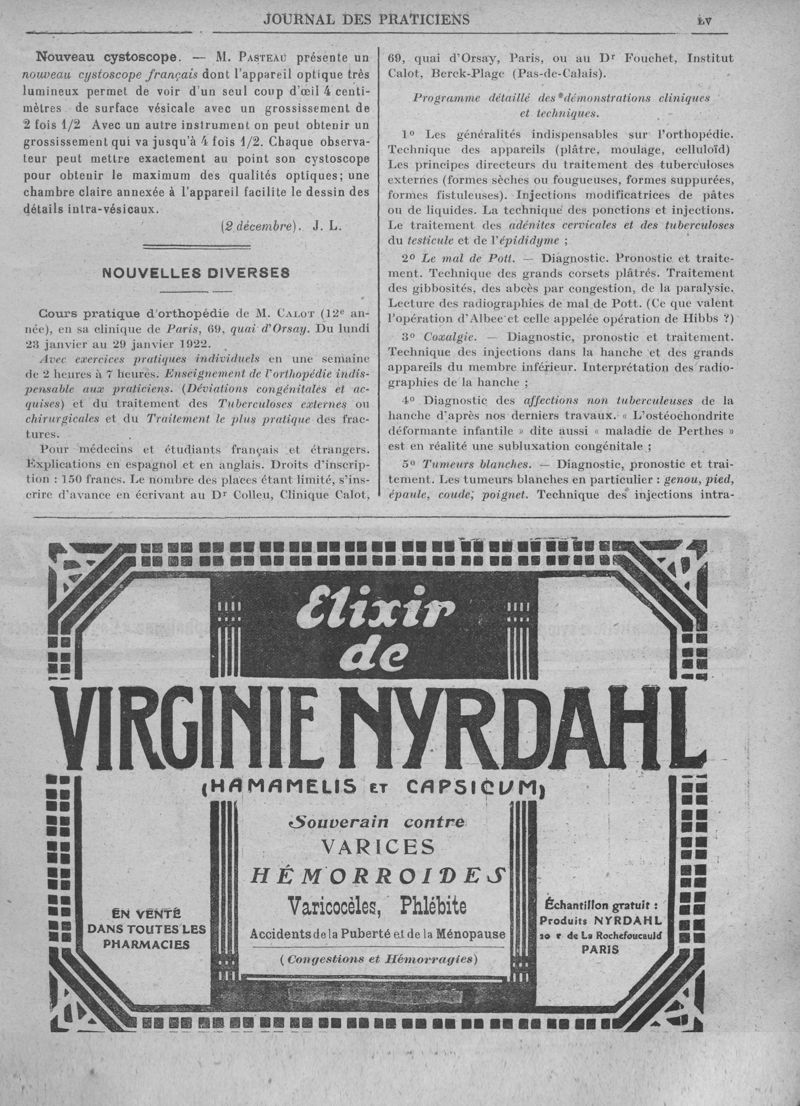 JOURNAL DES PRATICIENS
LV
Nouveau cystoscope. — M. PASTEAU présente un
nouveau cystoscope français dont l'appareil optique très
lumineux permet de voir d'un seul coup d'œil 4 centi-
mètres de surface vésicale avec un grossissement de
2 fois 1/2 Avec un autre instrument on peut obtenir un
grossissement qui va jusqu'à 4 fois 1/2. Chaque observa-
teur peut mettre exactement au point son cystoscope
pour obtenir le maximum des qualités optiques; une
chambre claire annexée à l'appareil facilite le dessin des
détails intra-vésicaux.
(2 décembre). J. L.
NOUVELLES DIVERSES
Cours pratique d'orthopédie de M. CALOT (12e an-
née), en sa clinique de Paris, 69, quai d'Orsay. Du lundi
23 janvier au 29 janvier 1922.
Avec exercices pratiques individuels en une semaine
de 2 heures à 7 heures. Enseignement de l'orthopédie indis-
pensable aux praticiens. (Déviations congénitales et ac-
quises) et du traitement des Tuberculoses externes ou
chirurgicales et du Traitement le plus pratique des frac-
tures.
Pour médecins et étudiants français et étrangers.
Explications en espagnol et en anglais. Droits d'inscrip-
tion : 150 francs. Le nombre des places étant limité, s'ins-
crire d'avance en écrivant au Dr Colleu, Clinique Calot,
69, quai d'Orsay, Paris, ou au Dr Fouchet, Institut
Calot, Berck-Plage (Pas-de-Calais).
Programme détaillé des démonstrations cliniques
et techniques.
1o Les généralités indispensables sur l'orthopédie.
Technique des appareils (plâtre, moulage, celluloïd)
Les principes directeurs du traitement des tuberculoses
externes (formes sèches ou fougueuses, formes suppurées,
formes fistuleuses). Injections modificatrices de pâtes
ou de liquides. La technique des ponctions et injections.
Le traitement des adénites cervicales et des tuberculoses
du testicule et de l'épididyme ;
2o Le mal de Pott. — Diagnostic. Pronostic et traite-
ment. Technique des grands corsets plâtrés. Traitement
des gibbosités, des abcès par congestion, de la paralysie.
Lecture des radiographies de mal de Pott. (Ce que valent
l'opération d'Albee et celle appelée opération de Hibbs ?)
3o Coxalgie. — Diagnostic, pronostic et traitement.
Technique des injections dans la hanche et des grands
appareils du membre inférieur. Interprétation des radio-
graphies de la hanche ;
4o Diagnostic des affections non tuberculeuses de la
hanche d'après nos derniers travaux. « L'ostéochondrite
déformante infantile » dite aussi « maladie de Perthes »
est en réalité une subluxation congénitale ;
5o Tumeurs blanches. — Diagnostic, pronostic et trai-
tement. Les tumeurs blanches en particulier : genou, pied,
épaule, coude, poignet. Technique des injections intra-
Elixir
de
VIRGINIE NYRDAHL
(HAMAMELIS ET CAPSICUM)
Souverain contre
VARICES
HÉMORROIDES
Varicocèles, Phlébite
Accidents de la Puberté et de la Ménopause
(Congestions et Hémorragies)
EN VENTE
DANS TOUTES LES
PHARMACIES
Échantillon gratuit :
Produits NYRDAHL
20 r de La Rochefoucauld
PARIS